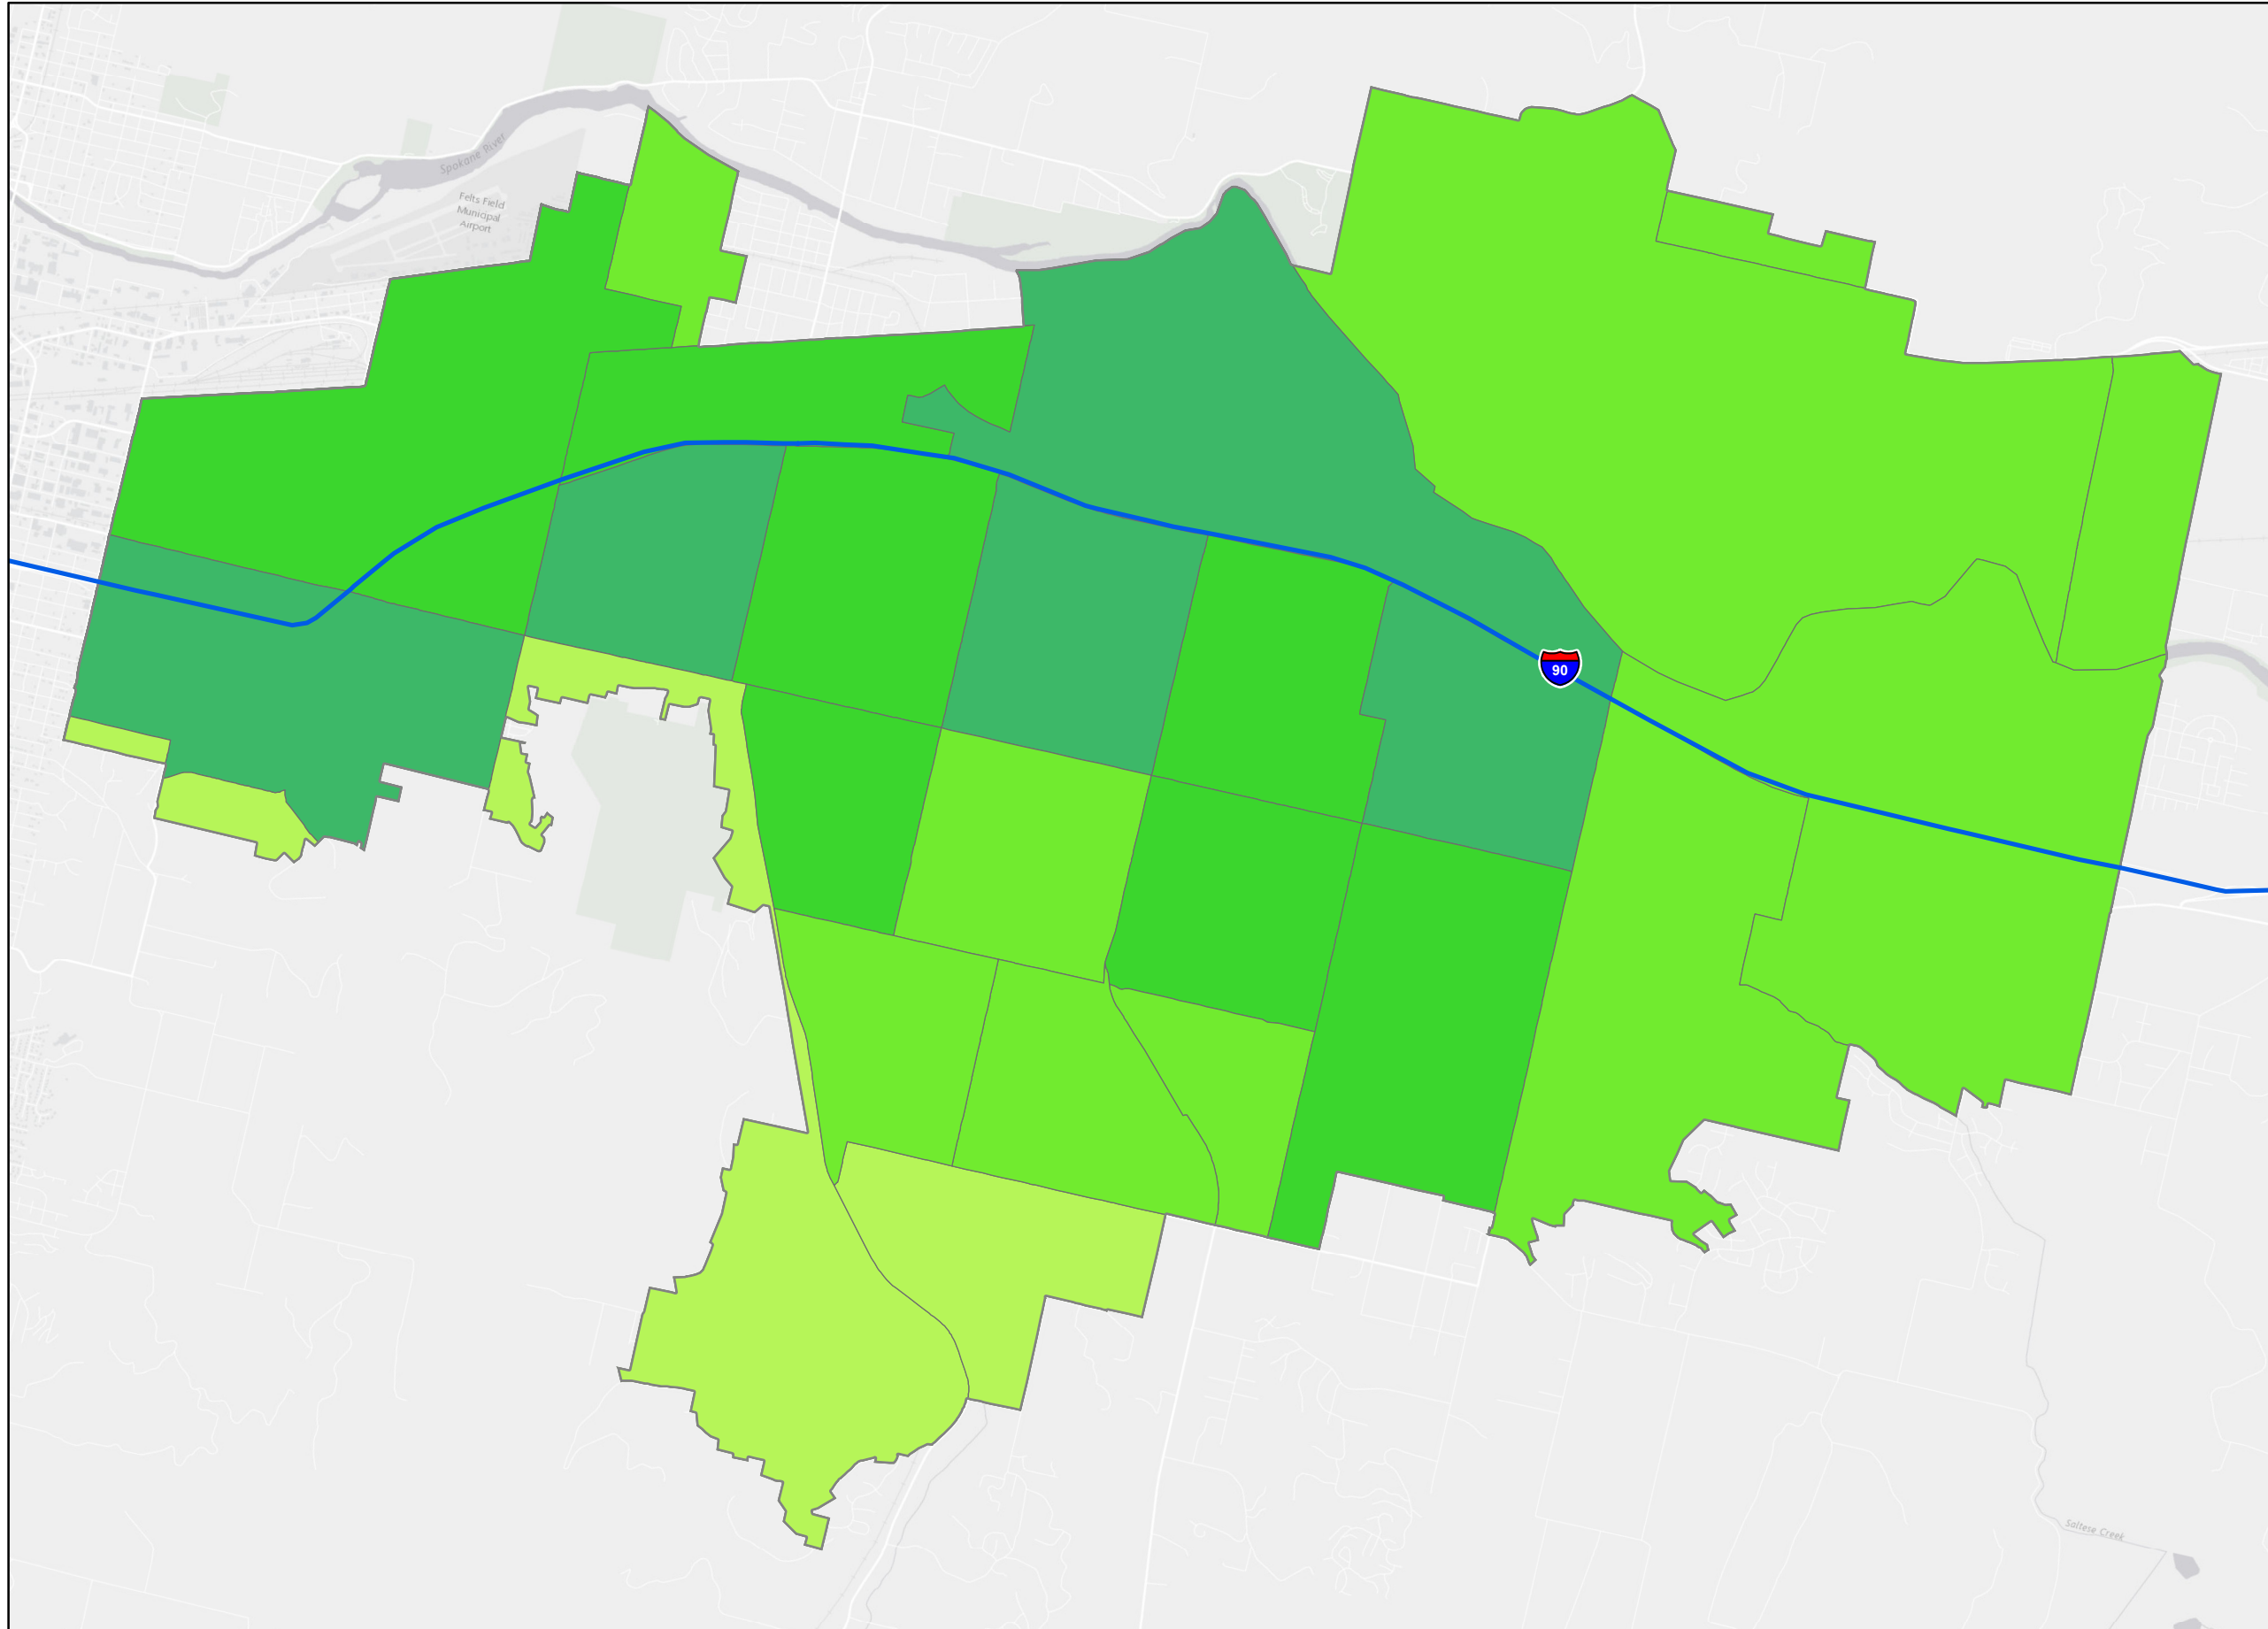 Spokane River
Felts Field
Municipal
Airport
90
Saltese Creek